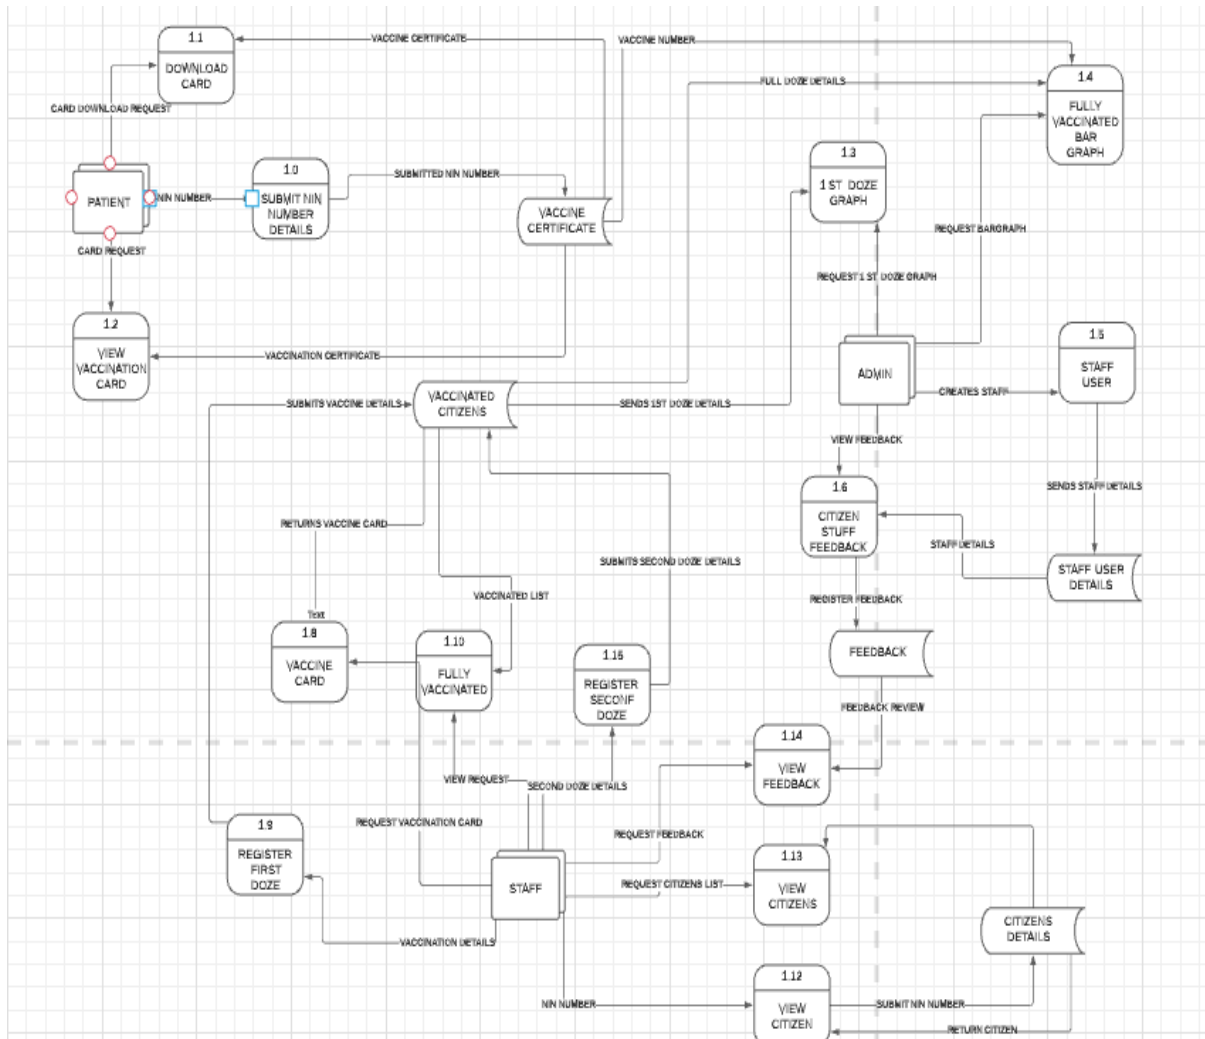 1.1
DOWNLOAD
CARD
VACCINE CERTIFICATE
VACCINE NUMBER
1.4
FULLY
VACCINATED
BAR
GRAPH
FULL DOZE DETAILS
CARD DOWNLOAD REQUEST
PATIENT
NIN NUMBER
1.0
SUBMIT NIN
NUMBER
DETAILS
SUBMITTED NIN NUMBER
VACCINE
CERTIFICATE
1.3
1 ST DOZE
GRAPH
REQUEST BARGRAPH
CARD REQUEST
REQUEST 1 ST DOZE GRAPH
1.2
VIEW
VACCINATION
CARD
VACCINATION CERTIFICATE
ADMIN
1.5
STAFF
USER
CREATES STAFF
SUBMITS VACCINE DETAILS
VACCINATED
CITIZENS
SENDS 1ST DOZE DETAILS
VIEW FEEDBACK
1.6
CITIZEN
STUFF
FEEDBACK
SENDS STAFF DETAILS
RETURNS VACCINE CARD
STAFF DETAILS
SUBMITS SECOND DOZE DETAILS
STAFF USER
DETAILS
VACCINATED LIST
REGISTER FEEDBACK
Text
1.8
VACCINE
CARD
1.10
FULLY
VACCINATED
1.15
REGISTER
SECONF
DOZE
FEEDBACK
FEEDBACK REVIEW
1.14
VIEW
FEEDBACK
VIEW REQUEST
SECOND DOZE DETAILS
REQUEST VACCINATION CARD
REQUEST FEEDBACK
1.9
REGISTER
FIRST
DOZE
STAFF
REQUEST CITIZENS LIST
1.13
VIEW
CITIZENS
CITIZENS
DETAILS
VACCINATION DETAILS
NIN NUMBER
1.12
VIEW
CITIZEN
SUBMIT NIN NUMBER
RETURN CITIZEN